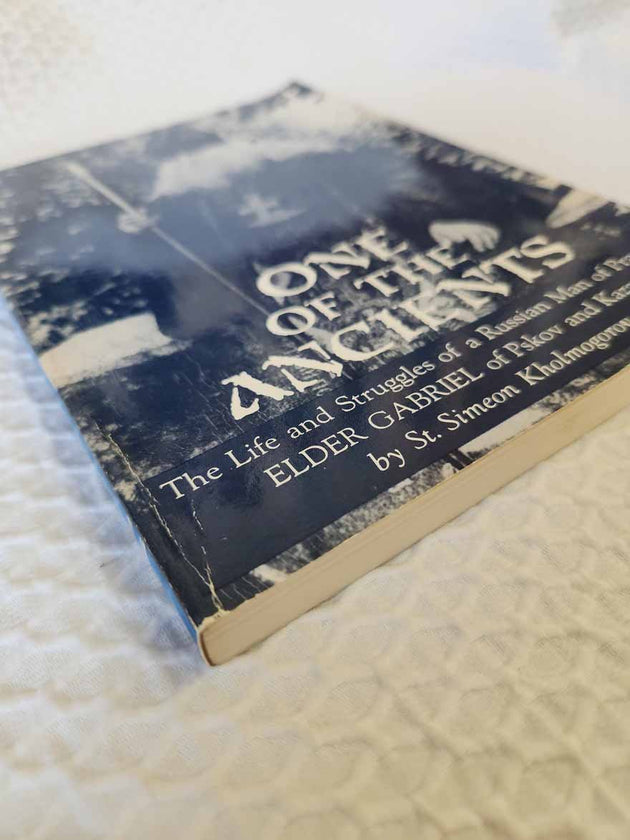 ONE
OF THE
ANCIENTS
The Life and Struggles of a Russian Man of
ELDER GABRIEL of Pskov and
by St. Simeon